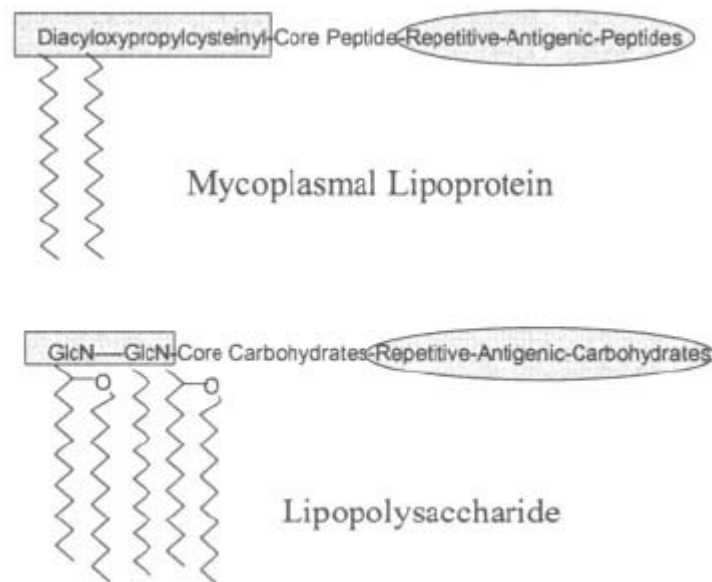 Diacyloxypropylcysteinyl-Core Peptide-Repetitive-Antigenic-Peptides
Mycoplasmal Lipoprotein
GlcN—GlcN-Core Carbohydrates-Repetitive-Antigenic-Carbohydrates
O O
Lipopolysaccharide